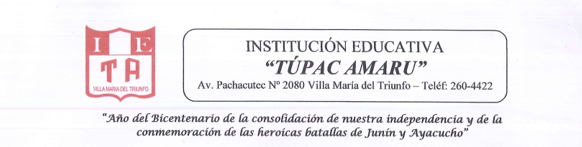 I E
T A
VILLA MARIA DEL TRIUNFO
INSTITUCIÓN EDUCATIVA
“TÚPAC AMARU”
Av. Pachacutec Nº 2080 Villa María del Triunfo – Teléf: 260-4422
“Año del Bicentenario de la consolidación de nuestra independencia y de la
conmemoración de las heroicas batallas de Junín y Ayacucho”